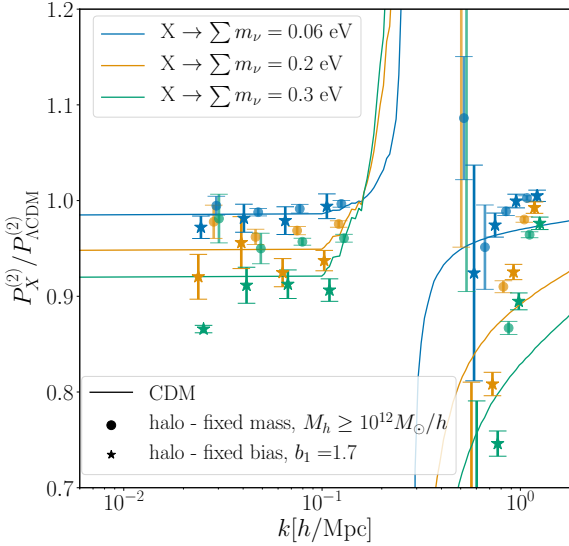 1.2
1.1
1.0
0.9
0.8
0.7
P_X^{(2)}/P_{ΛCDM}^{(2)}
X → ∑ m_ν = 0.06 eV
X → ∑ m_ν = 0.2 eV
X → ∑ m_ν = 0.3 eV
CDM
halo - fixed mass, M_h ≥ 10^{12} M_⊙/h
halo - fixed bias, b_1 =1.7
10^{−2} 10^{−1} 10^{0}
k[h/Mpc]